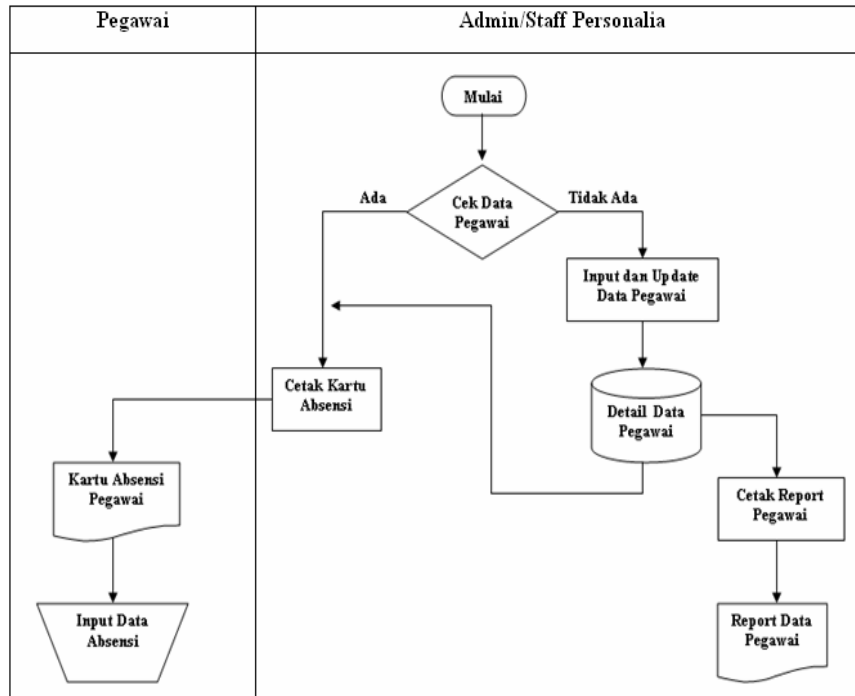 Pegawai
Admin/Staff Personalia
Mulai
Ada
Cek Data
Pegawai
Tidak Ada
Input dan Update
Data Pegawai
Cetak Kartu
Absensi
Detail Data
Pegawai
Kartu Absensi
Pegawai
Cetak Report
Pegawai
Input Data
Absensi
Report Data
Pegawai